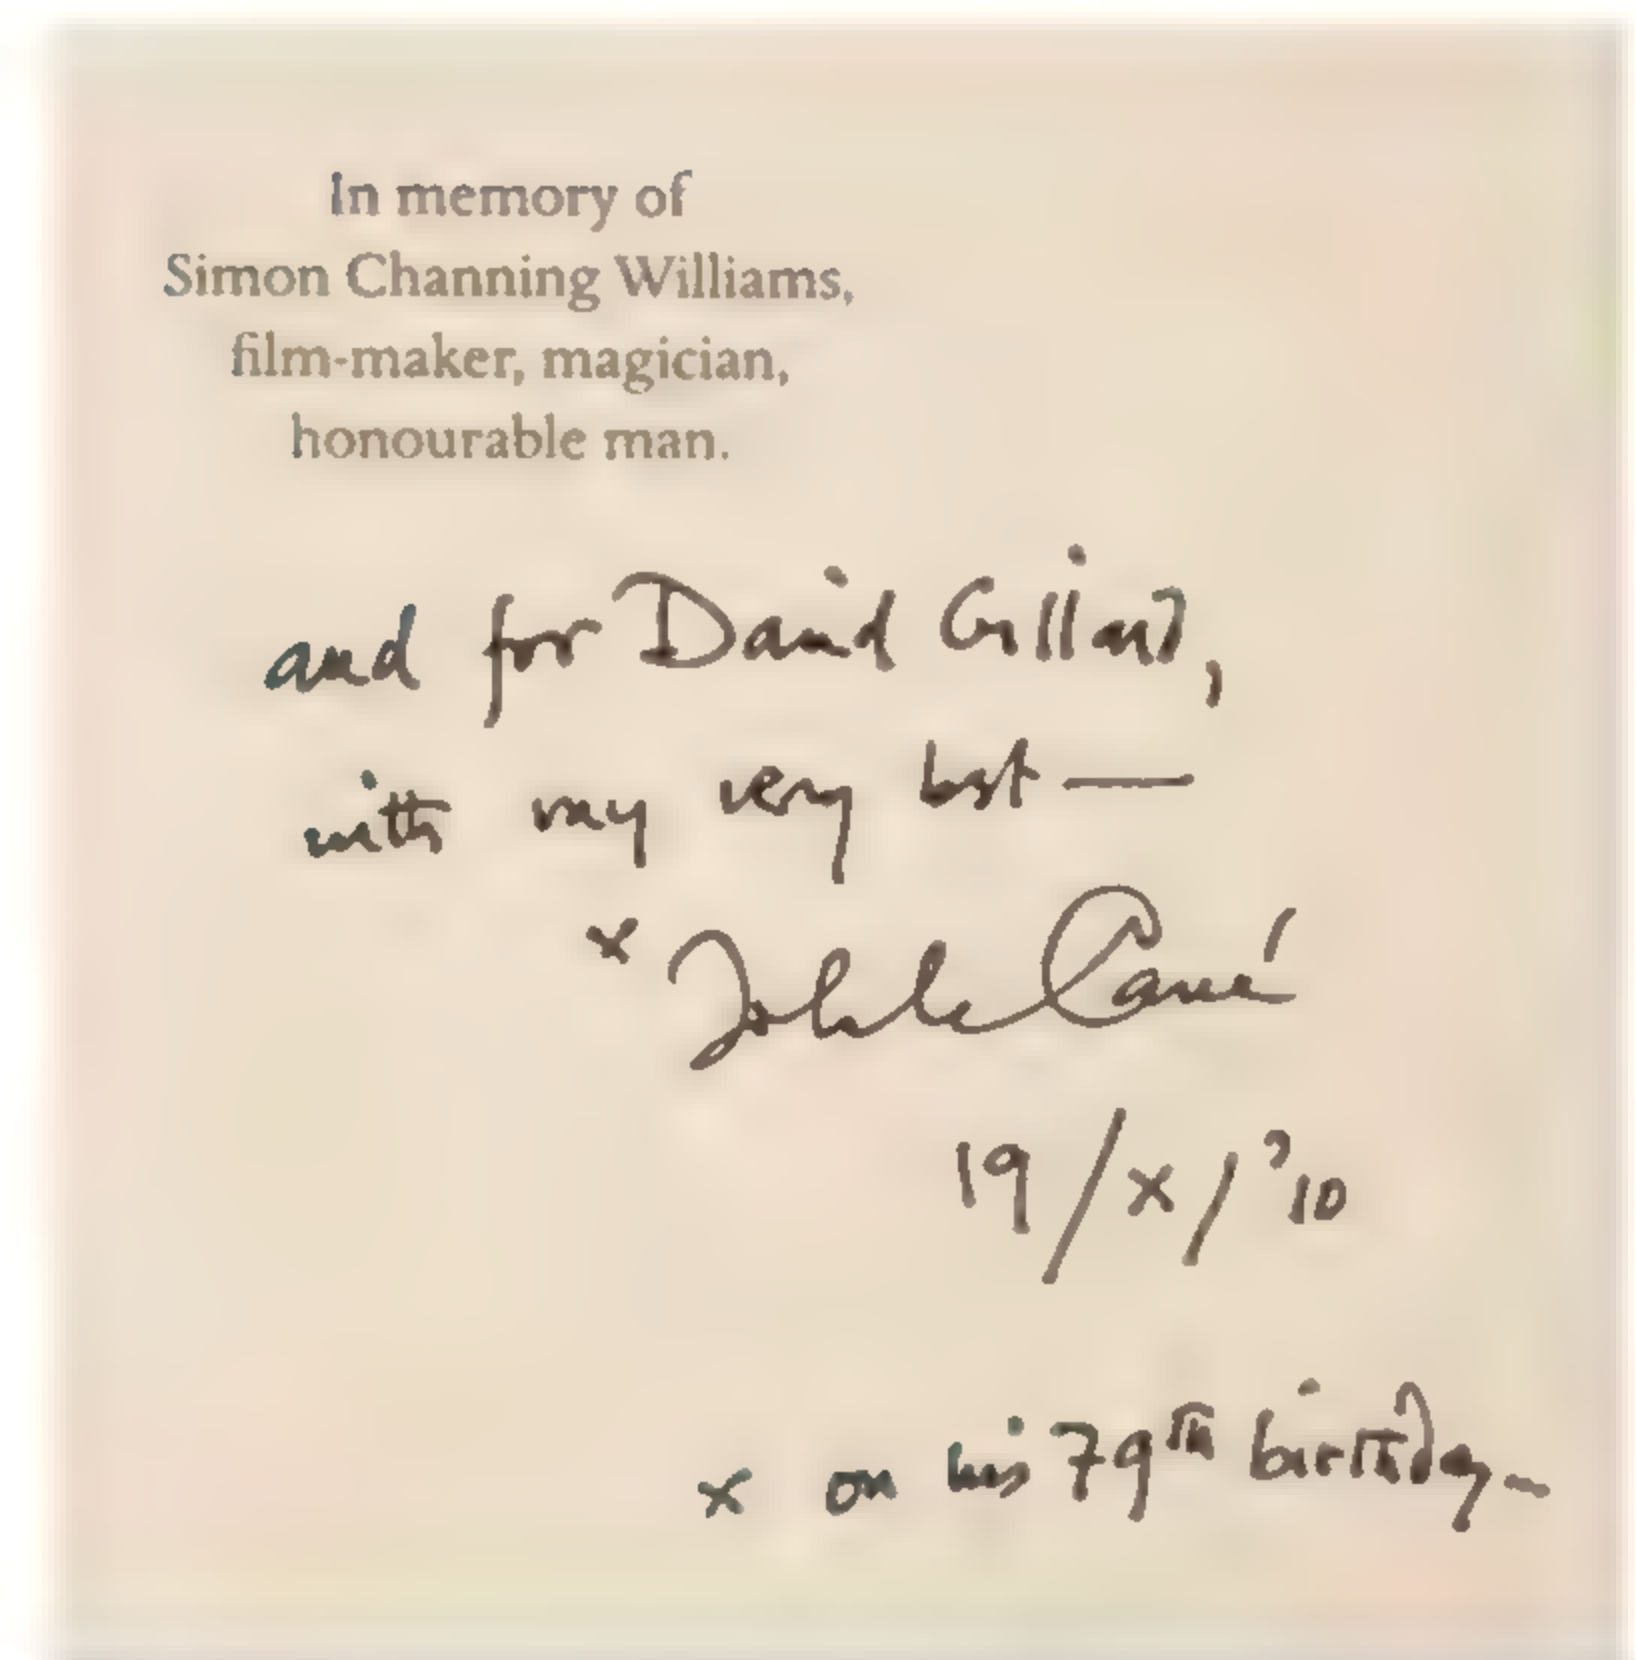 In memory of
Simon Channing Williams,
film-maker, magician,
honourable man.
and for David Gillard,
with my very best —
x John le Carré
19/x/'10
x on his 79th birthday —